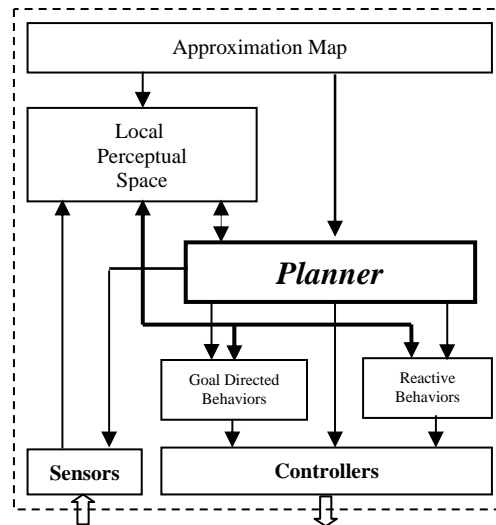 Approximation Map
Local
Perceptual
Space
Planner
Goal Directed
Behaviors
Reactive
Behaviors
Sensors
Controllers